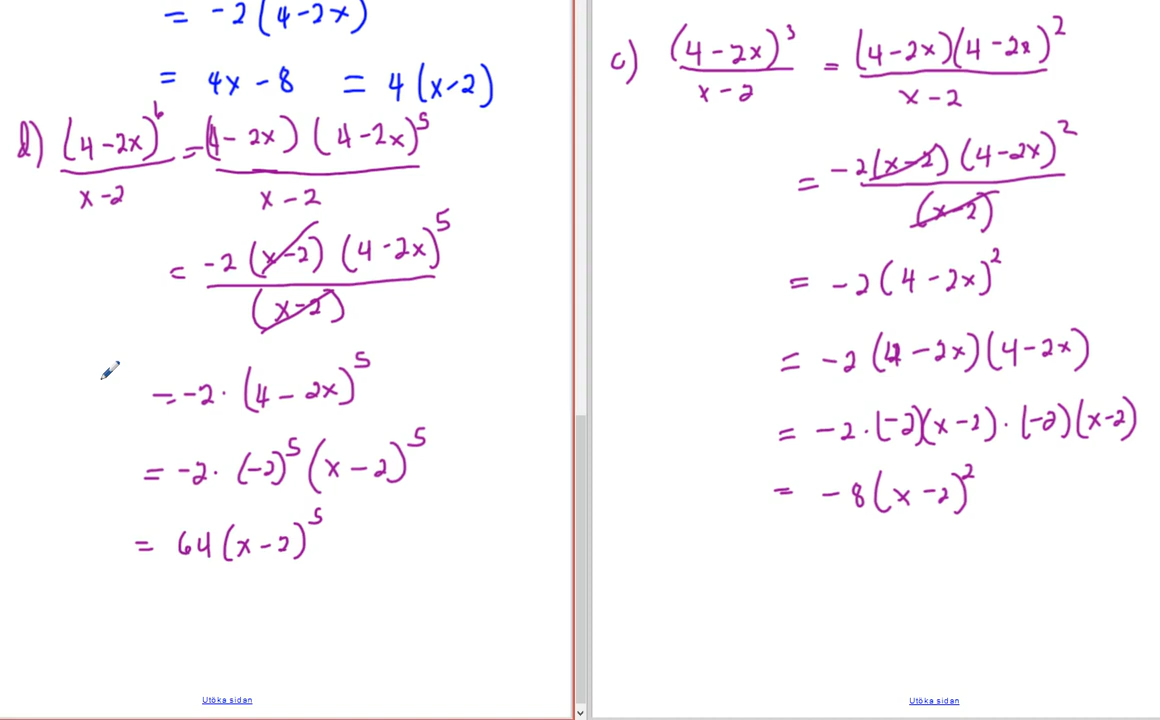 = -2(4-2x)
= 4x - 8 = 4(x-2)
d) (4-2x)^6 / (x-2) = (4-2x)(4-2x)^5 / (x-2)
= -2(x-2)(4-2x)^5 / (x-2)
= -2·(4-2x)^5
= -2·(-2)^5(x-2)^5
= 64(x-2)^5
Utöka sidan
c) (4-2x)^3 / (x-2) = (4-2x)(4-2x)^2 / (x-2)
= -2(x-2)(4-2x)^2 / (x-2)
= -2(4-2x)^2
= -2(4-2x)(4-2x)
= -2·(-2)(x-2)·(-2)(x-2)
= -8(x-2)^2
Utöka sidan